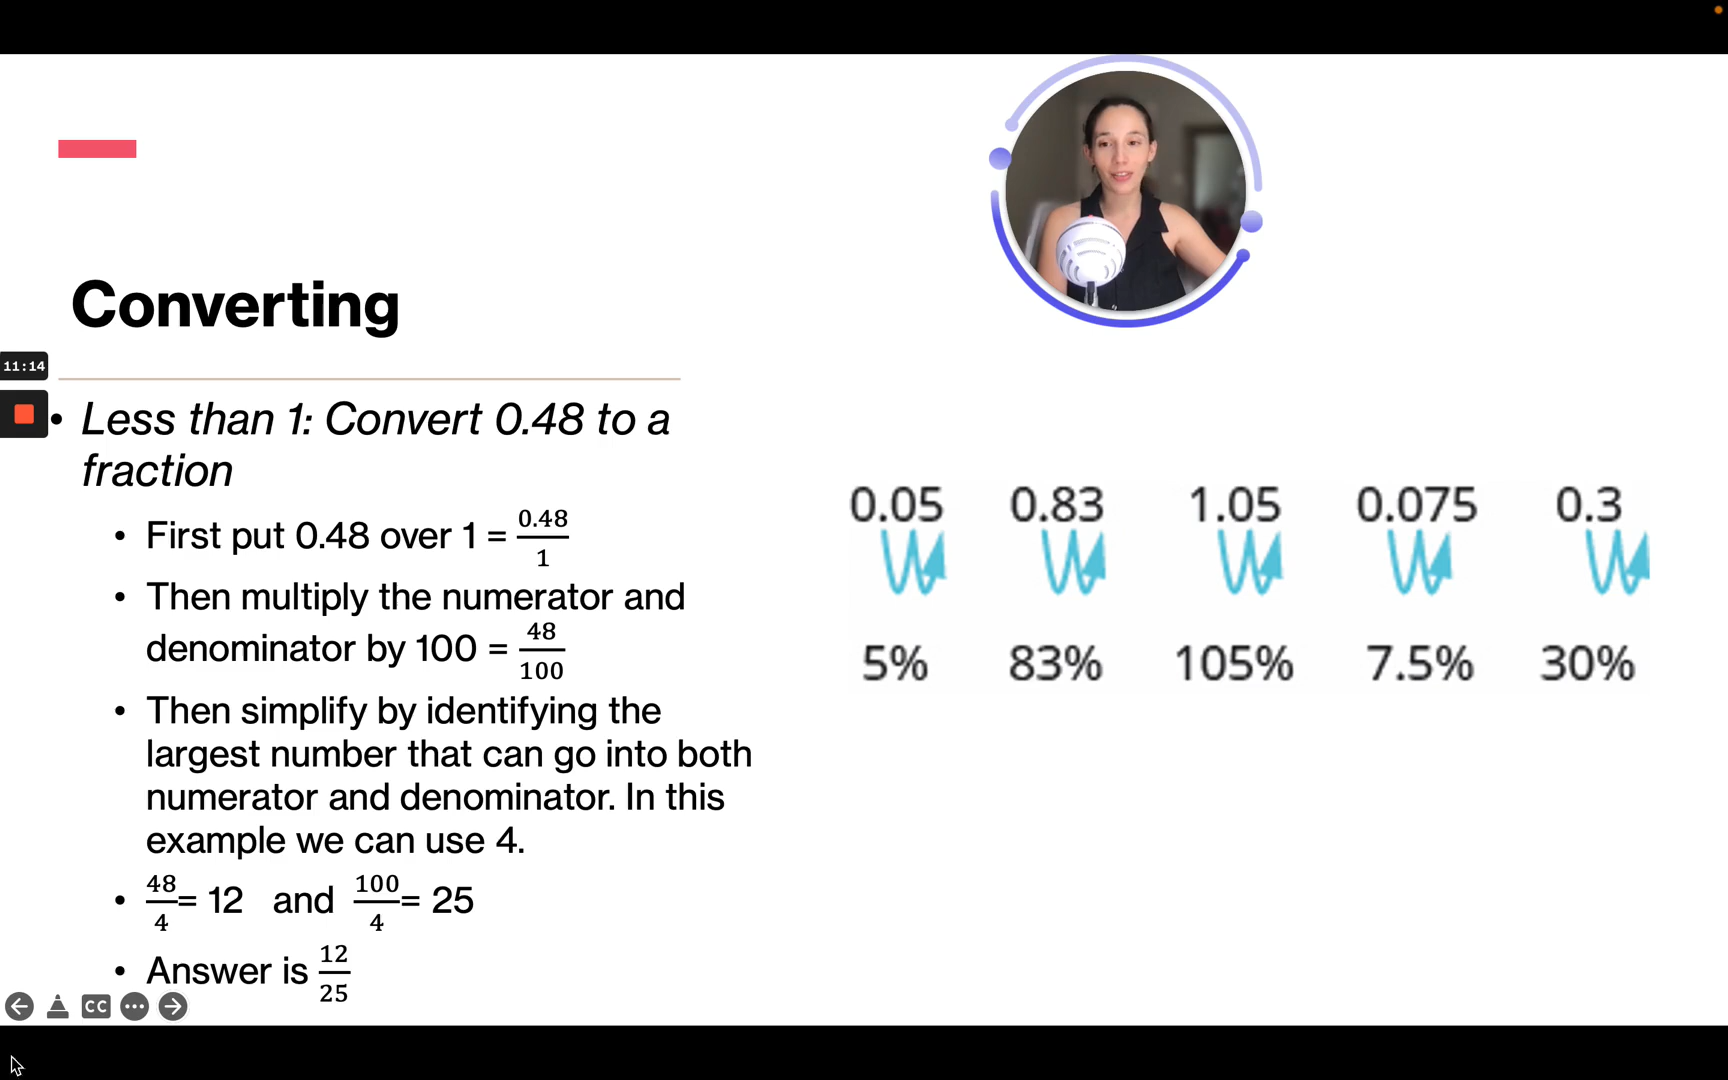 Converting
11:14
• Less than 1: Convert 0.48 to a
fraction
• First put 0.48 over 1 = 0.48/1
• Then multiply the numerator and
denominator by 100 = 48/100
• Then simplify by identifying the
largest number that can go into both
numerator and denominator. In this
example we can use 4.
• 48/4= 12 and 100/4= 25
• Answer is 12/25
CC
0.05 0.83 1.05 0.075 0.3
5% 83% 105% 7.5% 30%